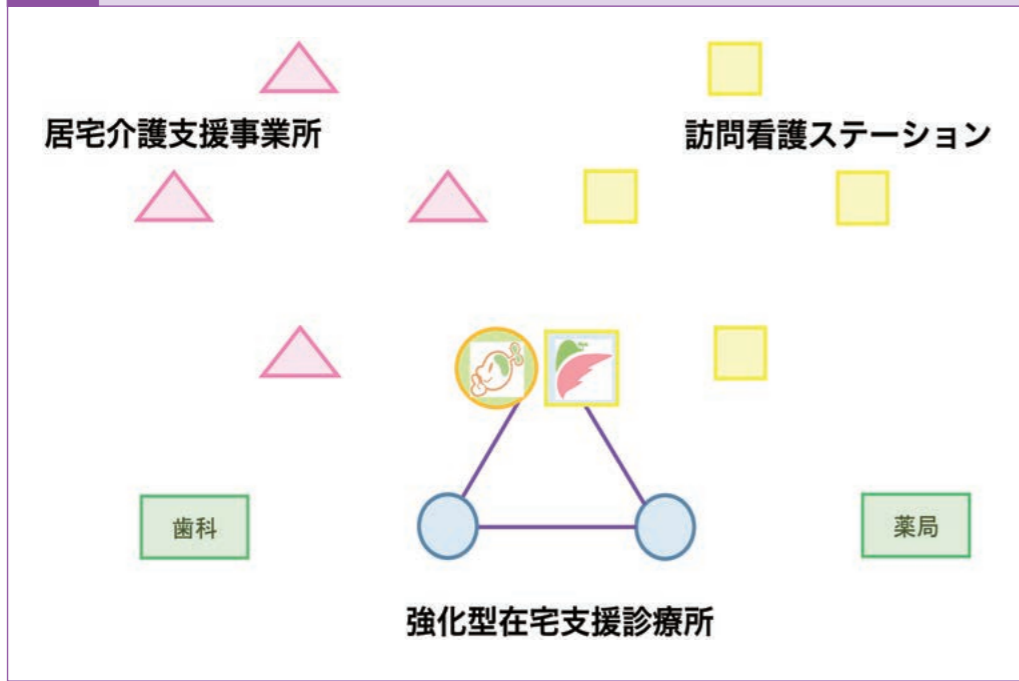 居宅介護支援事業所
訪問看護ステーション
歯科
薬局
強化型在宅支援診療所